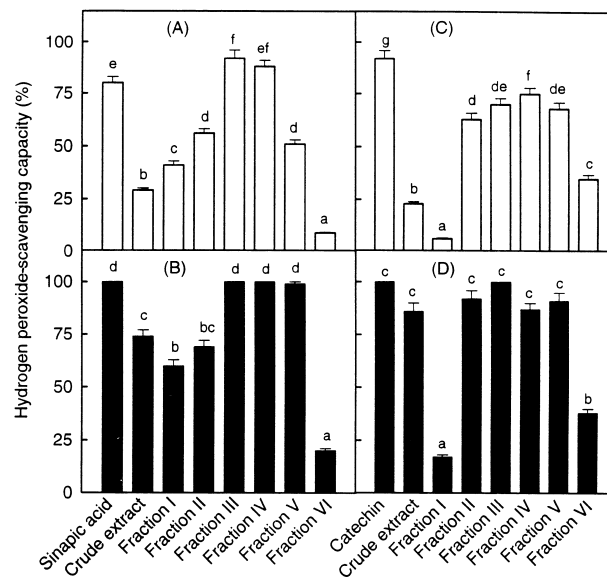 Hydrogen peroxide-scavenging capacity (%)
(A)
100
75
50
25
0
e
b
c
d
f
ef
d
a
(C)
g
b
a
d
de
f
de
c
(B)
100
75
50
25
0
d
c
b
bc
d
d
d
a
(D)
c
c
a
c
c
c
c
b
Sinapic acid
Crude extract
Fraction I
Fraction II
Fraction III
Fraction IV
Fraction V
Fraction VI
Catechin
Crude extract
Fraction I
Fraction II
Fraction III
Fraction IV
Fraction V
Fraction VI